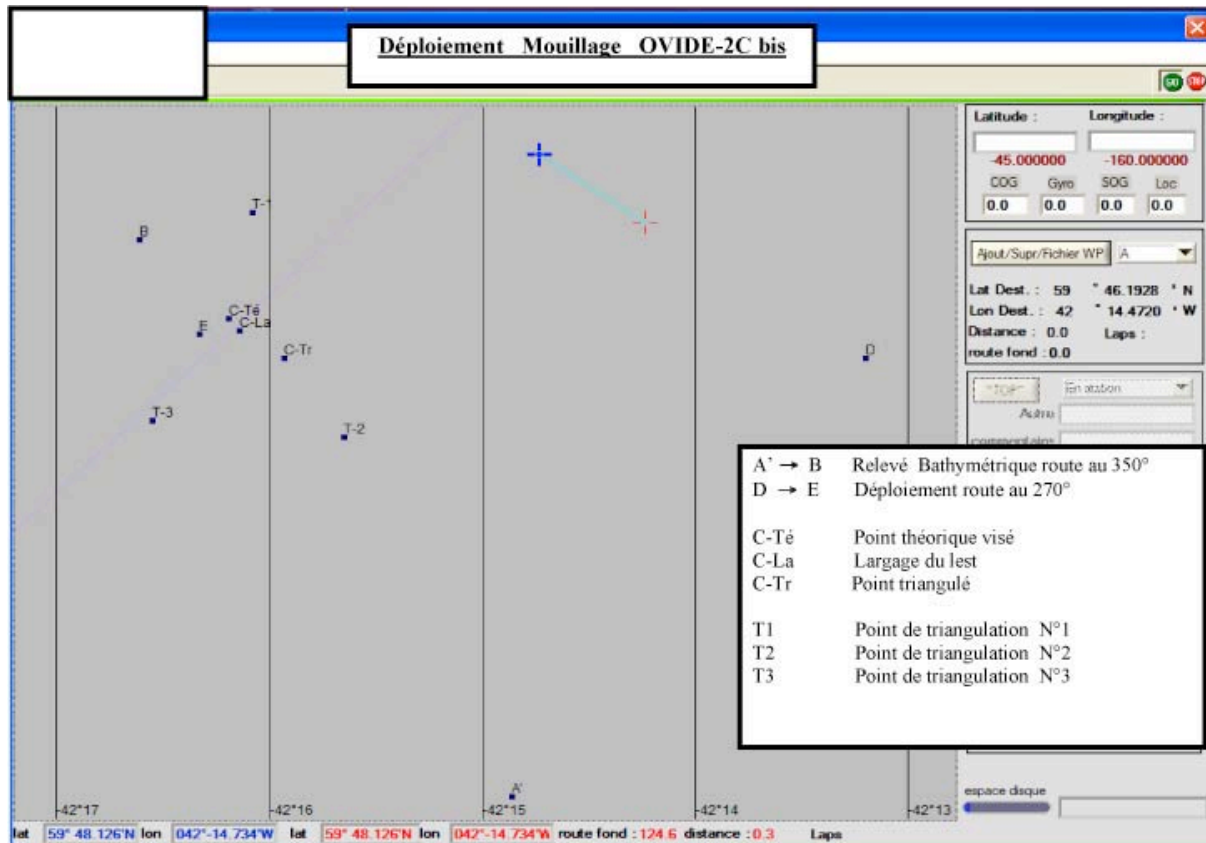 Déploiement Mouillage OVIDE-2C bis
GO STOP
Latitude : Longitude :
-45.000000 -160.000000
COG Gyro SOG Loc
0.0 0.0 0.0 0.0
Ajout/Supr/Fichier WP A
Lat Dest. : 59 ° 46.1928 ' N
Lon Dest. : 42 ° 14.4720 ' W
Distance : 0.0 Laps :
route fond : 0.0
"TOP" En station
Autre
commentaire
T-1
B
C-Té
C-La
E
C-Tr
D
T-3
T-2
A'
A' → B Relevé Bathymétrique route au 350°
D → E Déploiement route au 270°
C-Té Point théorique visé
C-La Largage du lest
C-Tr Point triangulé
T1 Point de triangulation N°1
T2 Point de triangulation N°2
T3 Point de triangulation N°3
espace disque
-42°17 -42°16 -42°15 -42°14 -42°13
lat 59° 48.126'N lon 042°-14.734'W lat 59° 48.126'N lon 042°-14.734'W route fond : 124.6 distance : 0.3 Laps